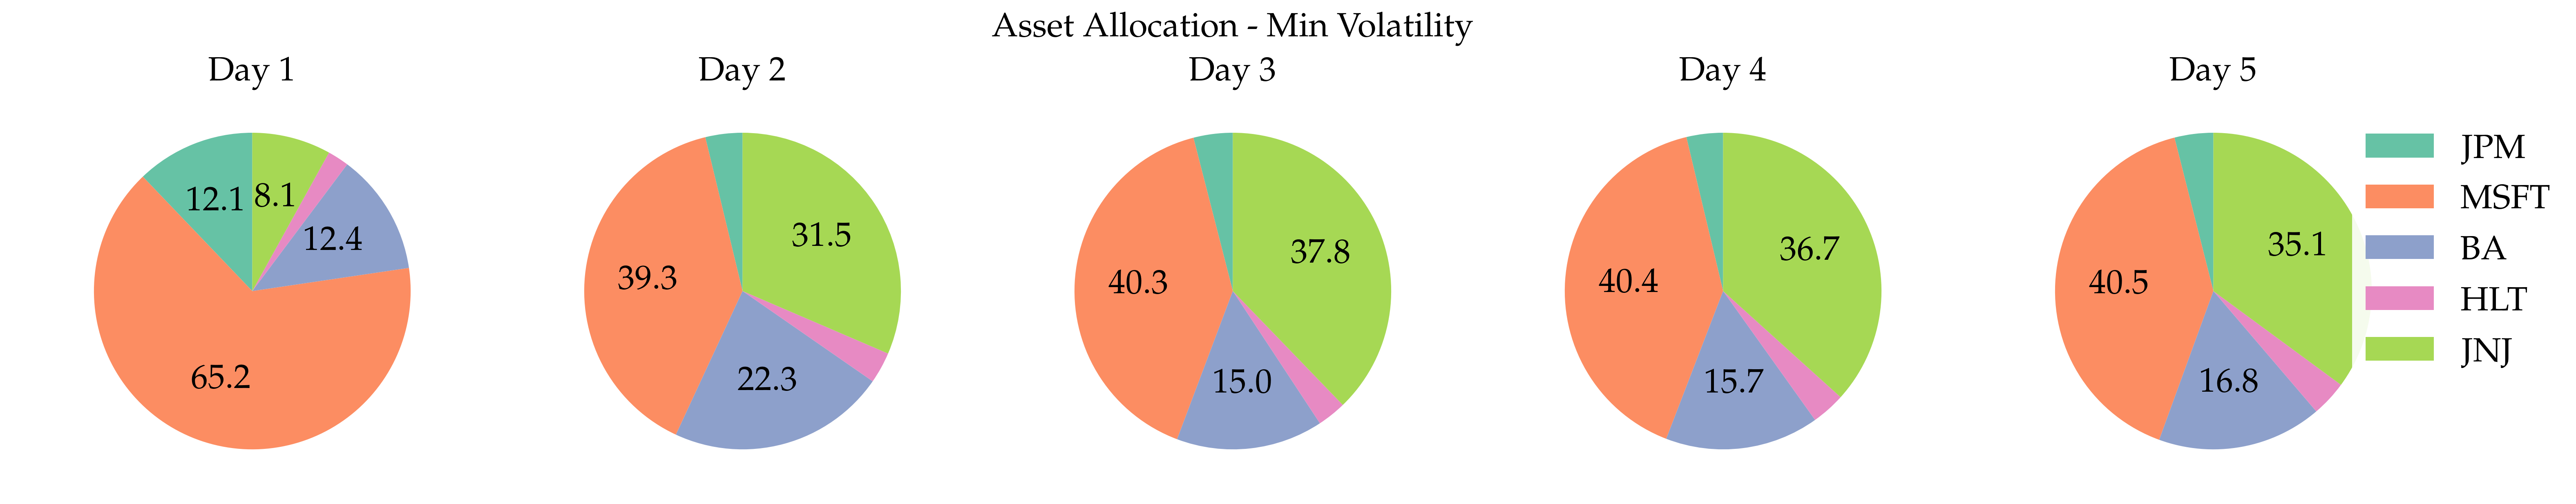 Asset Allocation - Min Volatility
Day 1
Day 2
Day 3
Day 4
Day 5
12.1
8.1
12.4
65.2
31.5
39.3
22.3
37.8
40.3
15.0
36.7
40.4
15.7
35.1
40.5
16.8
JPM
MSFT
BA
HLT
JNJ